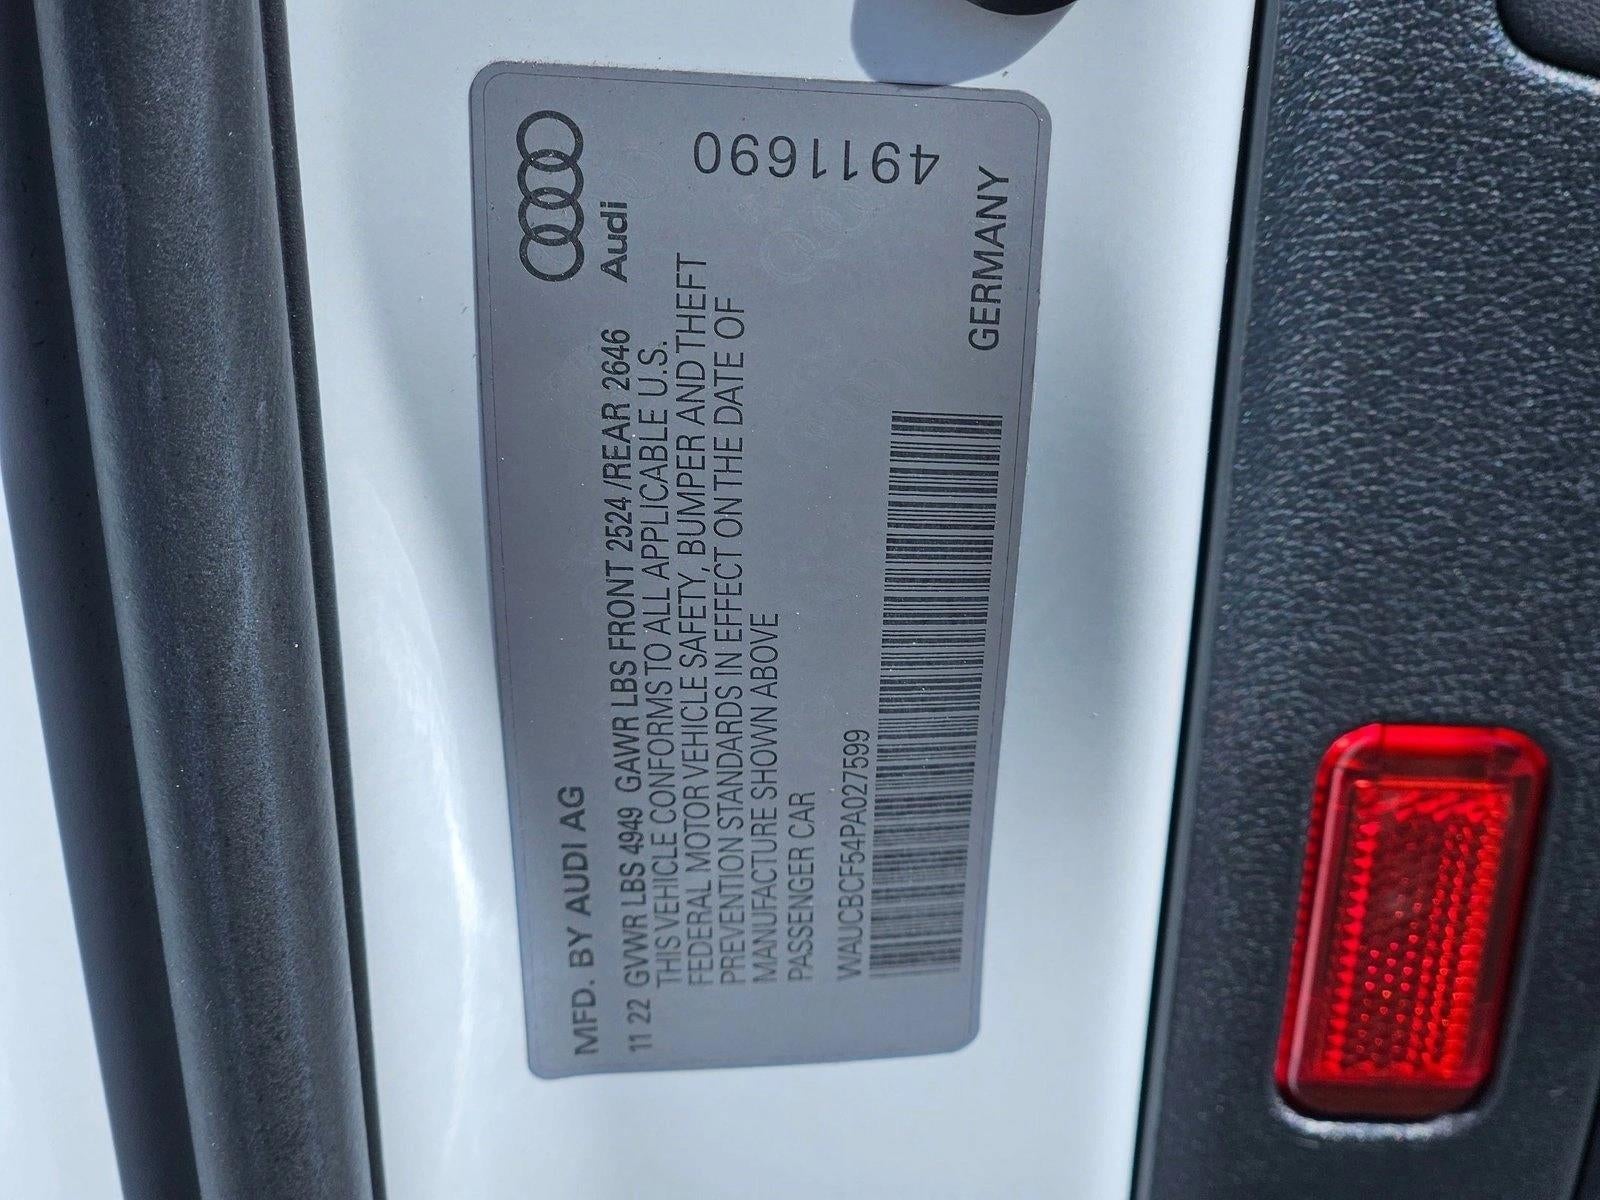 MFD. BY AUDI AG
Audi
11 22 GVWR LBS 4949 GAWR LBS FRONT 2524 /REAR 2646
THIS VEHICLE CONFORMS TO ALL APPLICABLE U.S.
FEDERAL MOTOR VEHICLE SAFETY, BUMPER AND THEFT
PREVENTION STANDARDS IN EFFECT ON THE DATE OF
MANUFACTURE SHOWN ABOVE
PASSENGER CAR
WAUCBCF54PA027599
GERMANY
4911690